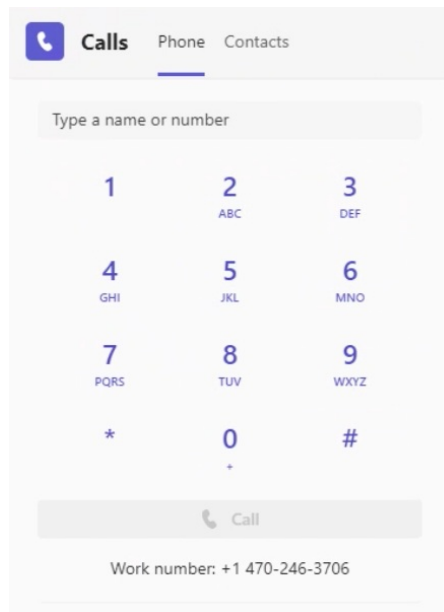 Calls Phone Contacts
Type a name or number
1 2 3
ABC DEF
4 5 6
GHI JKL MNO
7 8 9
PQRS TUV WXYZ
* 0 #
+
Call
Work number: +1 470-246-3706